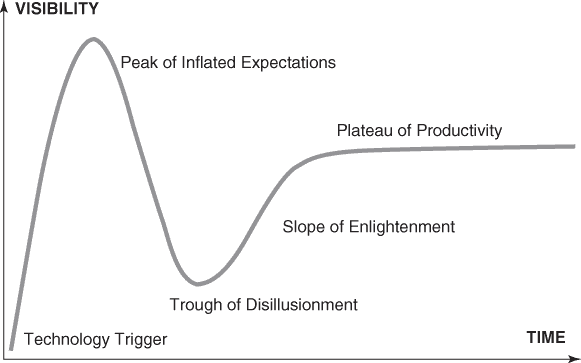 VISIBILITY
Peak of Inflated Expectations
Plateau of Productivity
Slope of Enlightenment
Trough of Disillusionment
Technology Trigger
TIME